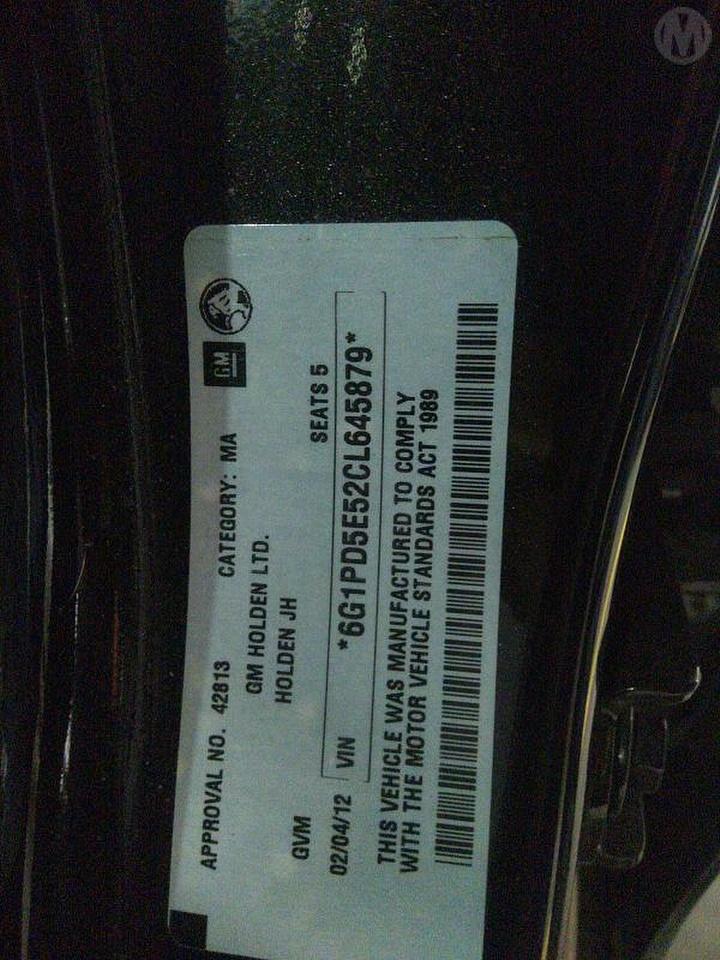 APPROVAL NO. 42813 CATEGORY: MA
GM
GM HOLDEN LTD.
HOLDEN JH
GVM SEATS 5
02/04/12 VIN *6G1PD5E52CL645879*
THIS VEHICLE WAS MANUFACTURED TO COMPLY
WITH THE MOTOR VEHICLE STANDARDS ACT 1989
M